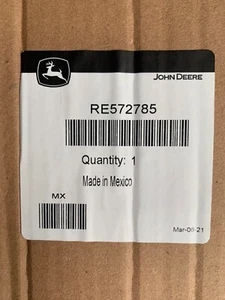 JOHN DEERE
RE572785
Quantity: 1
Made in Mexico
MX
Mar-08-21